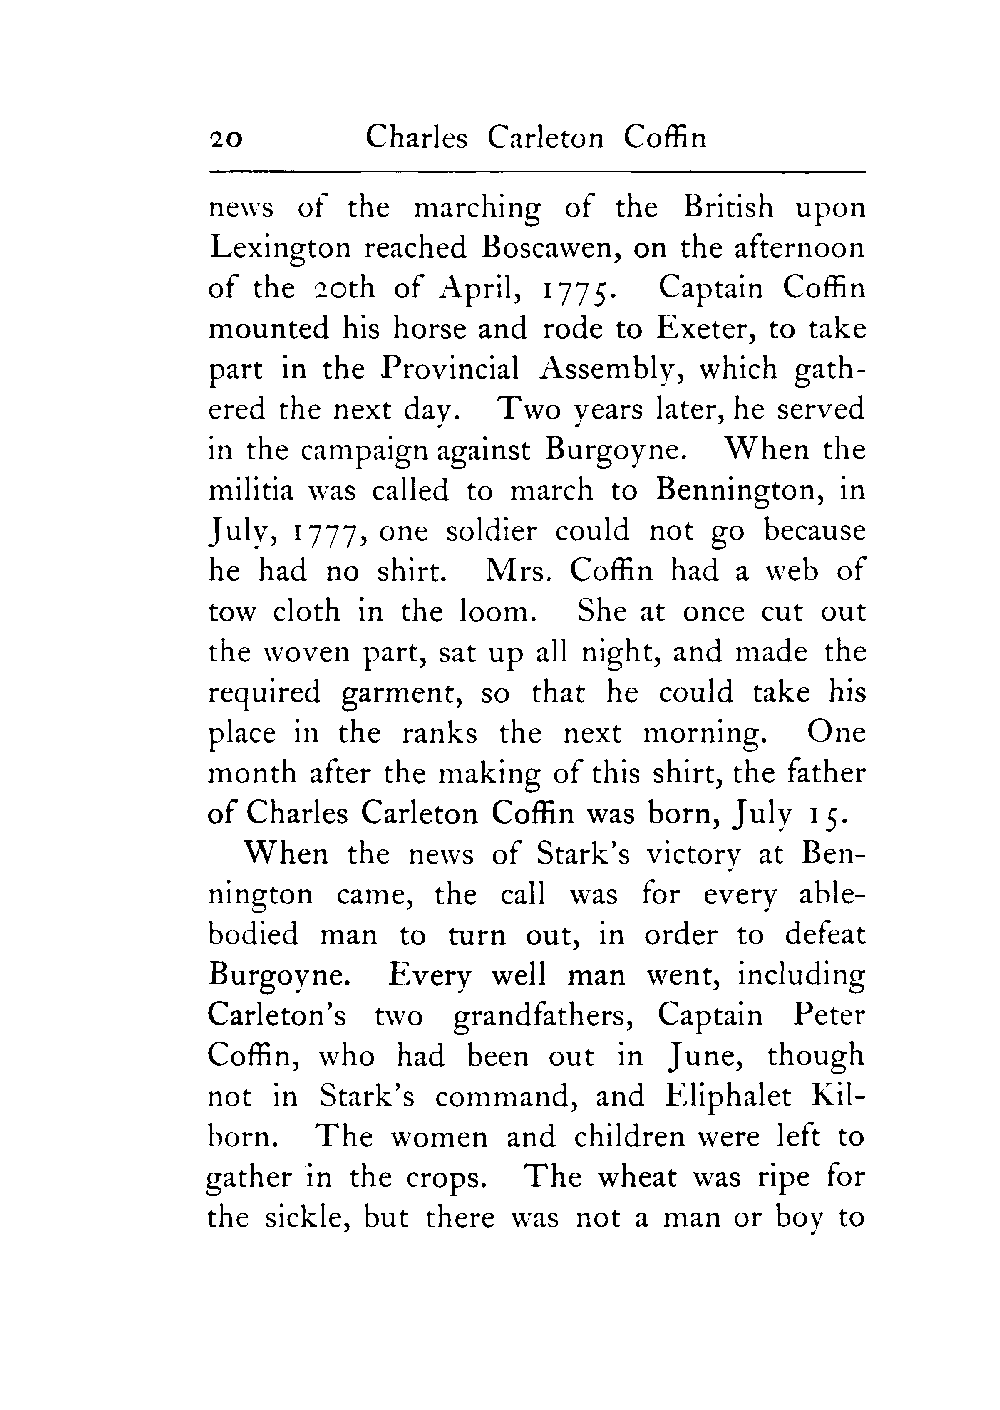 20 Charles Carleton Coffin
news of the marching of the British upon
Lexington reached Boscawen, on the afternoon
of the 20th of April, 1775. Captain Coffin
mounted his horse and rode to Exeter, to take
part in the Provincial Assembly, which gath-
ered the next day. Two years later, he served
in the campaign against Burgoyne. When the
militia was called to march to Bennington, in
July, 1777, one soldier could not go because
he had no shirt. Mrs. Coffin had a web of
tow cloth in the loom. She at once cut out
the woven part, sat up all night, and made the
required garment, so that he could take his
place in the ranks the next morning. One
month after the making of this shirt, the father
of Charles Carleton Coffin was born, July 15.
When the news of Stark's victory at Ben-
nington came, the call was for every able-
bodied man to turn out, in order to defeat
Burgoyne. Every well man went, including
Carleton's two grandfathers, Captain Peter
Coffin, who had been out in June, though
not in Stark's command, and Eliphalet Kil-
born. The women and children were left to
gather in the crops. The wheat was ripe for
the sickle, but there was not a man or boy to